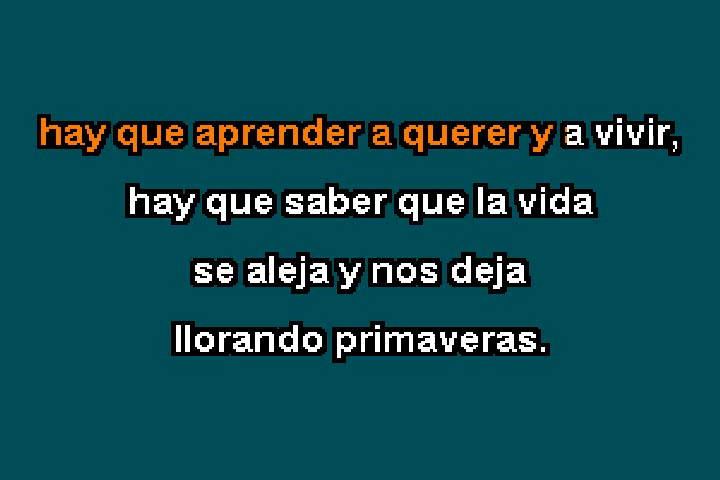 hay que aprender a querer y a vivir,
hay que saber que la vida
se aleja y nos deja
llorando primaveras.